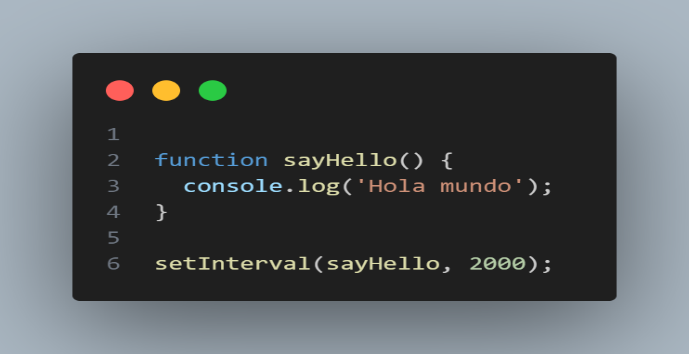 1
2 function sayHello() {
3   console.log('Hola mundo');
4 }
5
6 setInterval(sayHello, 2000);